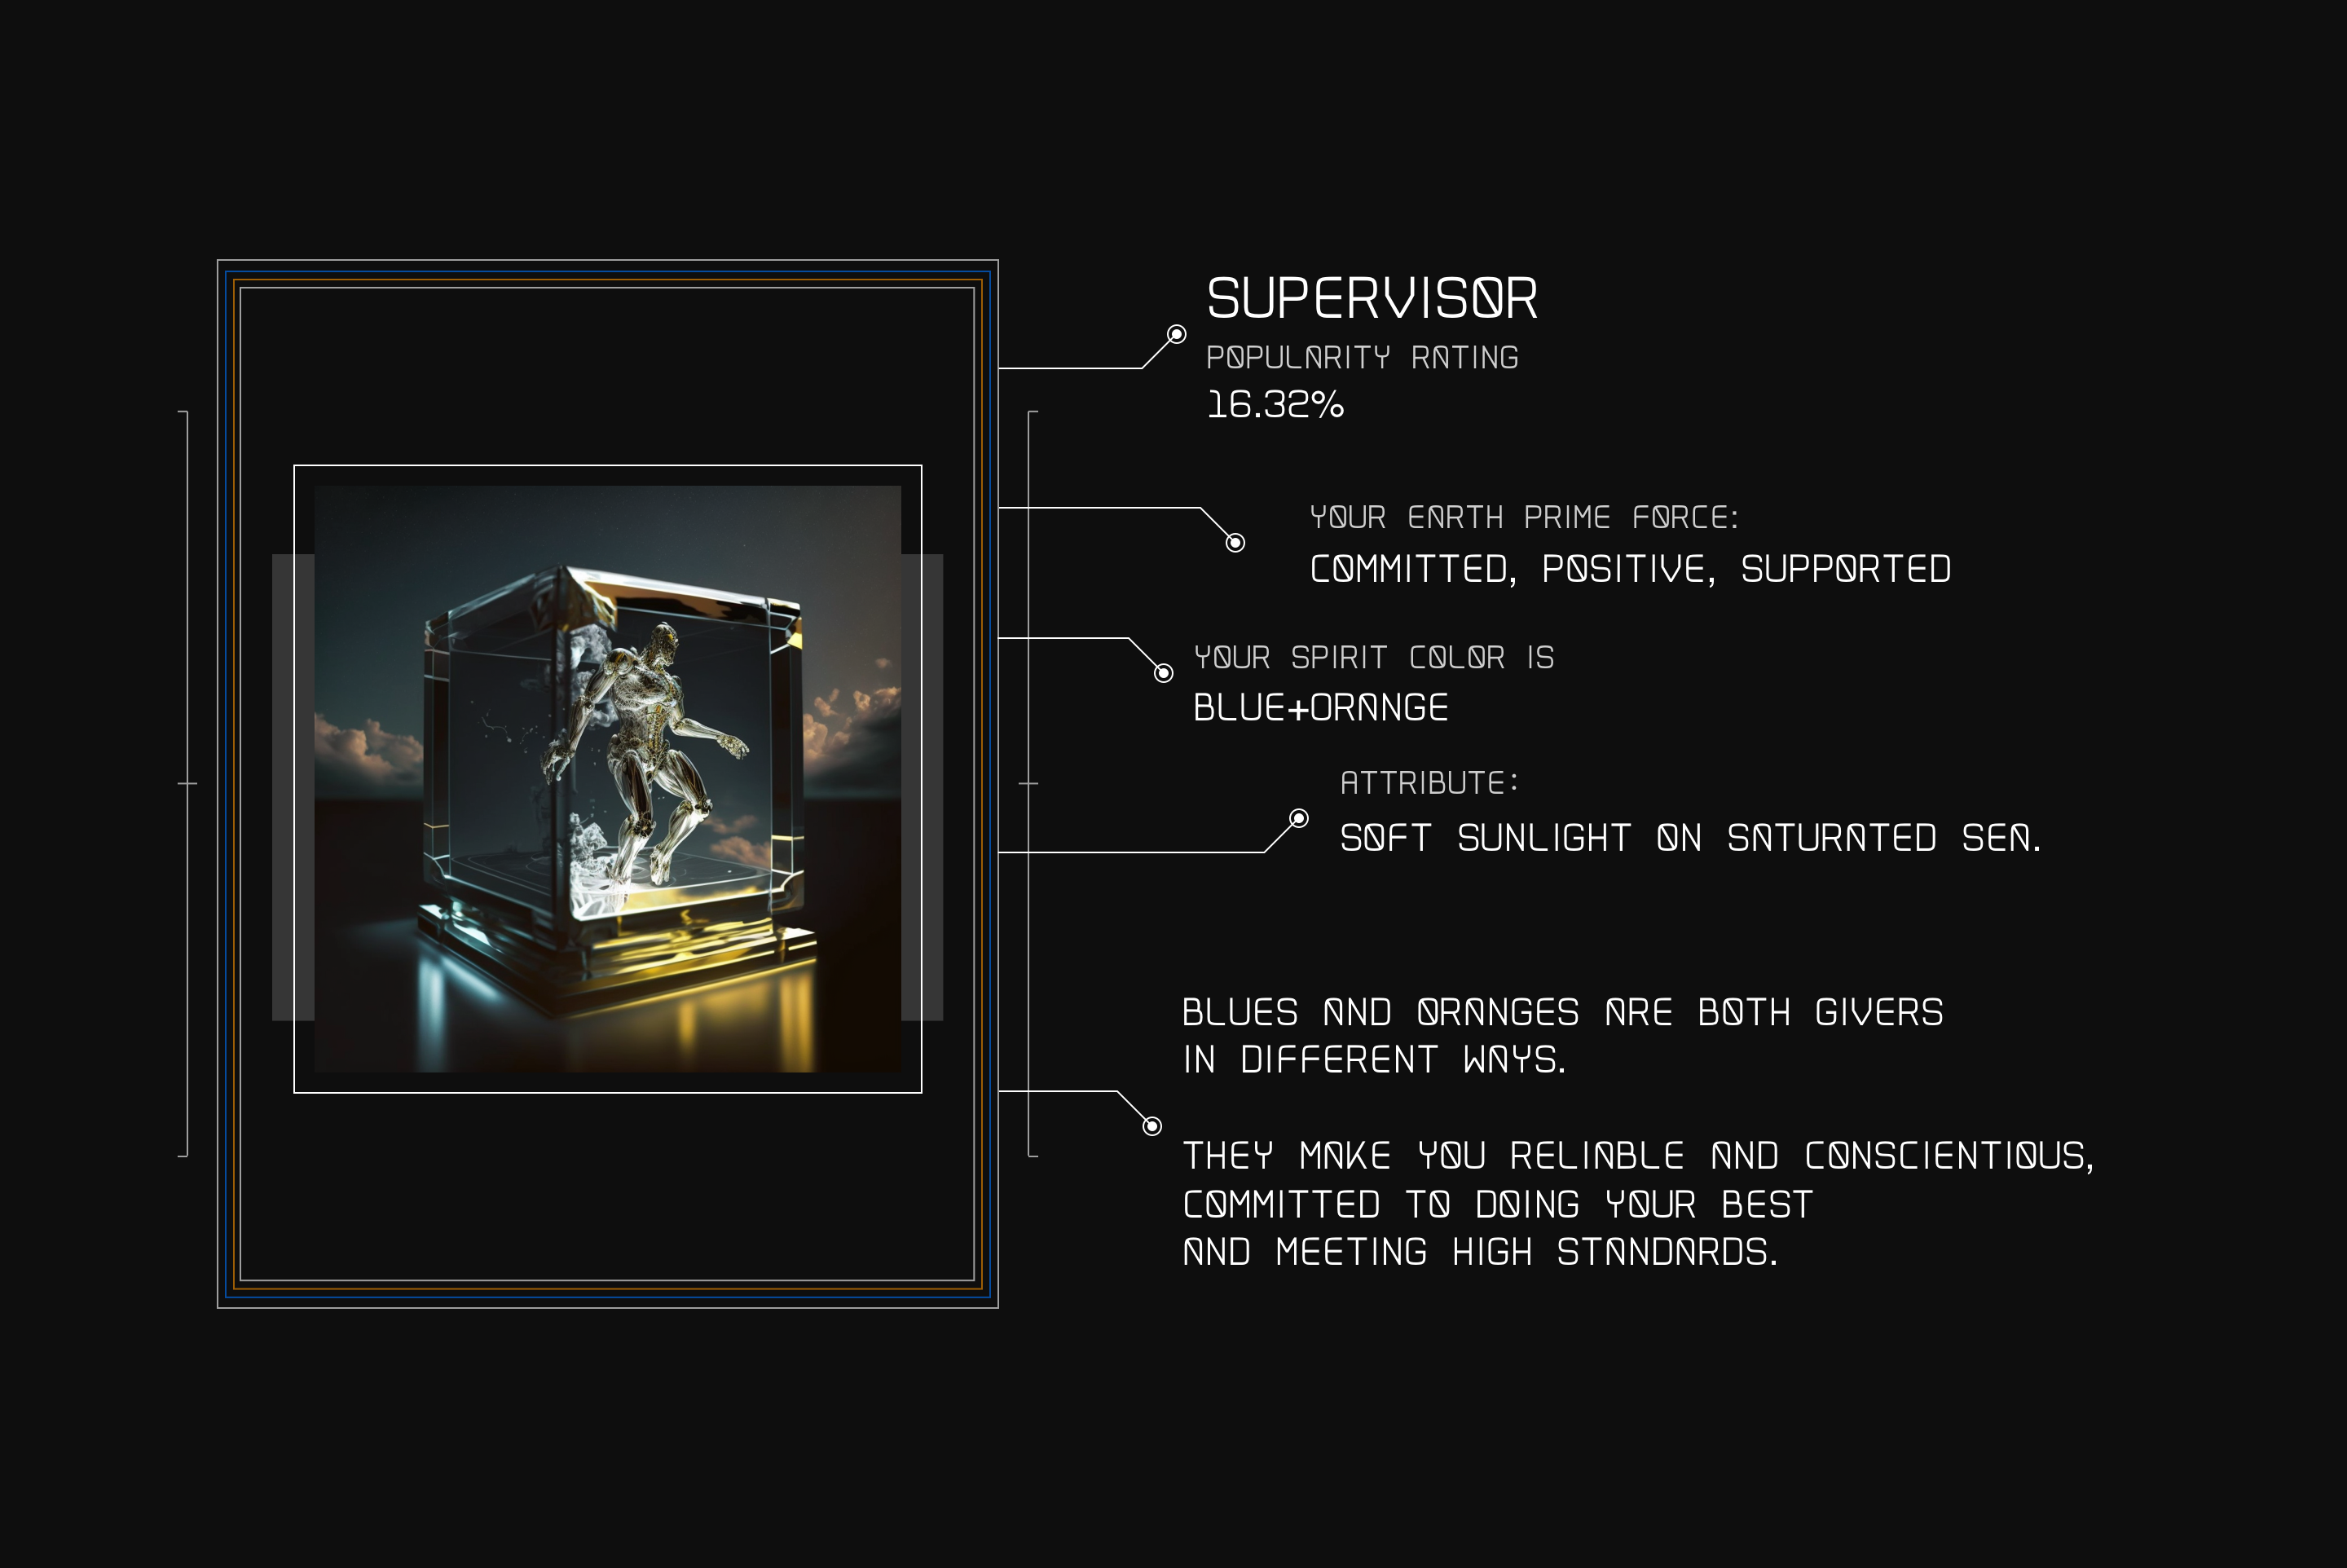 SUPERVISOR
POPULARITY RATING
16.32%
YOUR EARTH PRIME FORCE:
COMMITTED, POSITIVE, SUPPORTED
YOUR SPIRIT COLOR IS
BLUE+ORANGE
ATTRIBUTE:
SOFT SUNLIGHT ON SATURATED SEA.
BLUES AND ORANGES ARE BOTH GIVERS
IN DIFFERENT WAYS.
THEY MAKE YOU RELIABLE AND CONSCIENTIOUS,
COMMITTED TO DOING YOUR BEST
AND MEETING HIGH STANDARDS.